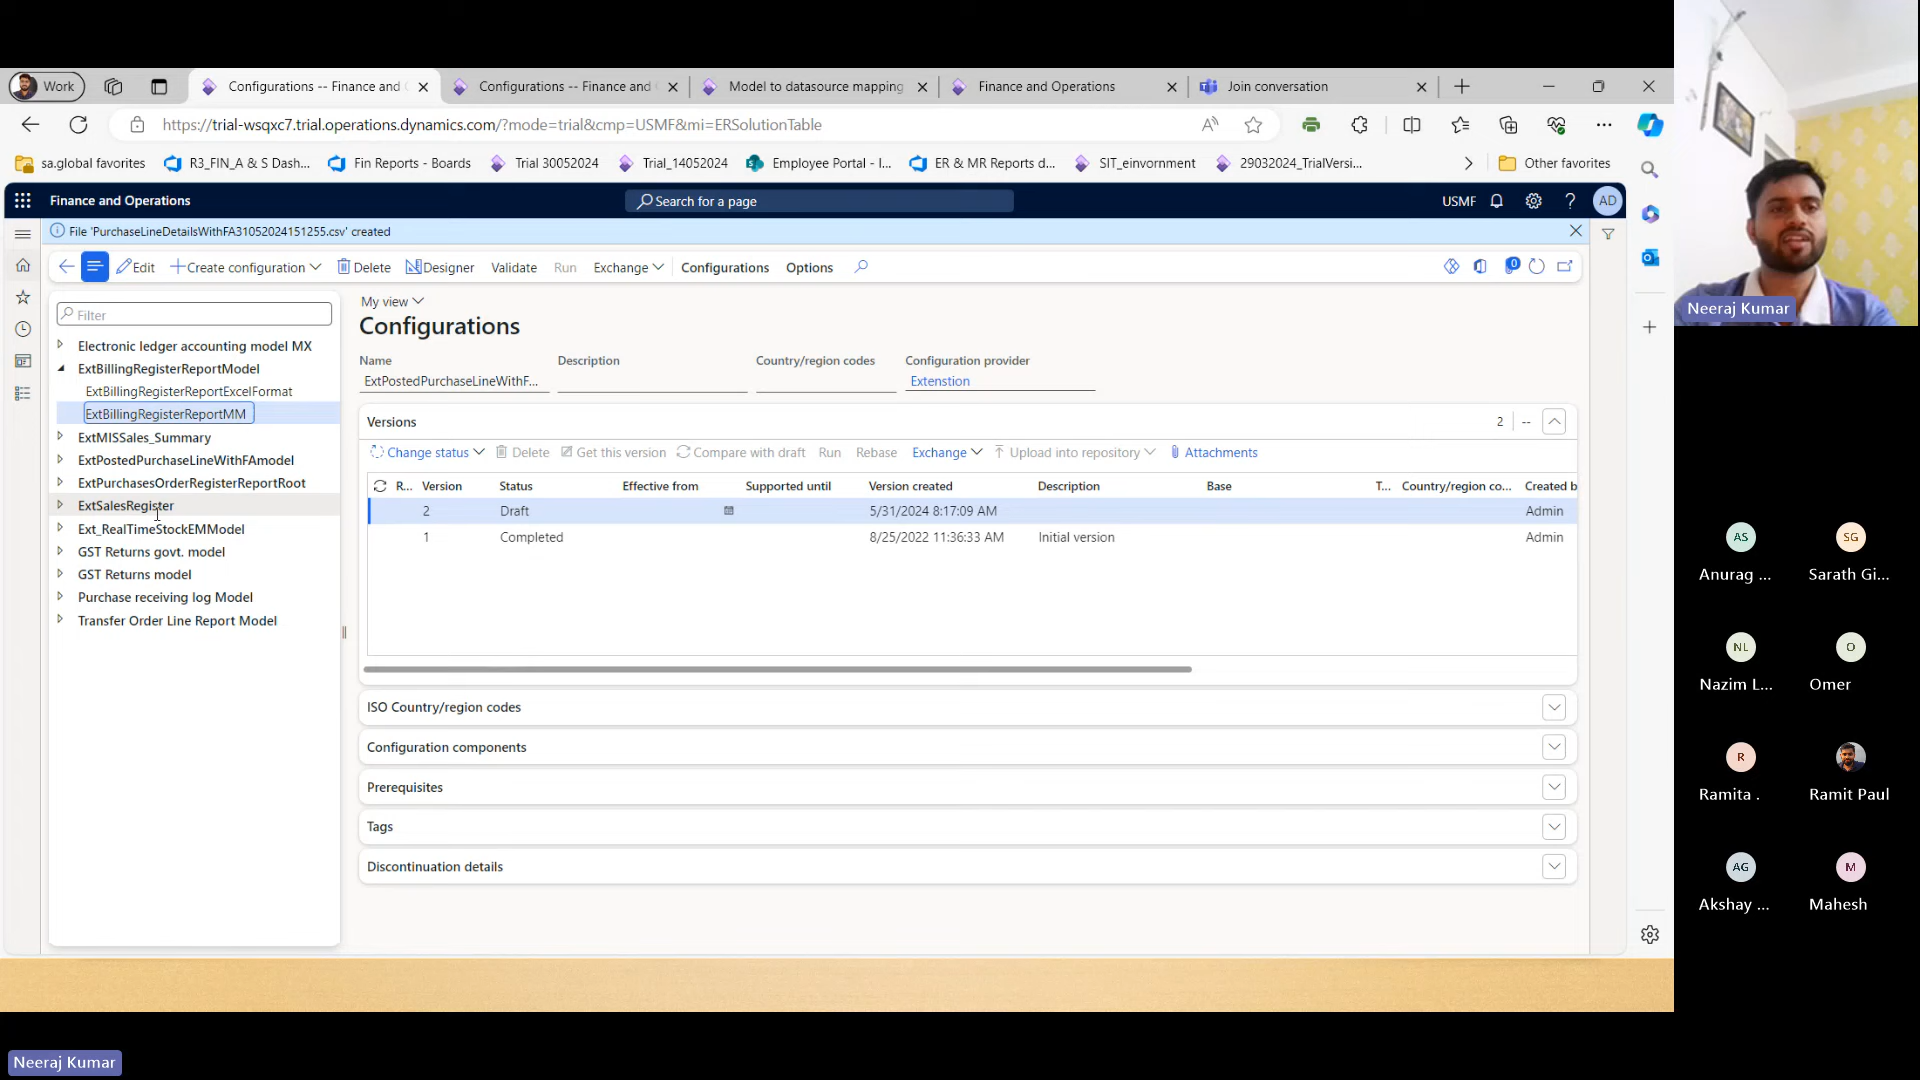 Work
Configurations -- Finance and
Configurations -- Finance and
Model to datasource mapping
Finance and Operations
Join conversation
https://trial-wsqxc7.trial.operations.dynamics.com/?mode=trial&cmp=USMF&mi=ERSolutionTable
sa.global favorites
R3_FIN_A & S Dash...
Fin Reports - Boards
Trial 30052024
Trial_14052024
Employee Portal - I...
ER & MR Reports d...
SIT_einvornment
29032024_TrialVersi...
Other favorites
Finance and Operations
Search for a page
USMF
AD
File 'PurchaseLineDetailsWithFA31052024151255.csv' created
Edit
Create configuration
Delete
Designer
Validate
Run
Exchange
Configurations
Options
0
Filter
Electronic ledger accounting model MX
ExtBillingRegisterReportModel
ExtBillingRegisterReportExcelFormat
ExtBillingRegisterReportMM
ExtMISSales_Summary
ExtPostedPurchaseLineWithFAmodel
ExtPurchasesOrderRegisterReportRoot
ExtSalesRegister
Ext_RealTimeStockEMModel
GST Returns govt. model
GST Returns model
Purchase receiving log Model
Transfer Order Line Report Model
My view
Configurations
Name
Description
Country/region codes
Configuration provider
ExtPostedPurchaseLineWithF...
Extenstion
Versions
2
--
Change status
Delete
Get this version
Compare with draft
Run
Rebase
Exchange
Upload into repository
Attachments
R... Version Status Effective from Supported until Version created Description Base T... Country/region co... Created b
2 Draft 5/31/2024 8:17:09 AM Admin
1 Completed 8/25/2022 11:36:33 AM Initial version Admin
ISO Country/region codes
Configuration components
Prerequisites
Tags
Discontinuation details
Neeraj Kumar
AS
Anurag ...
SG
Sarath Gi...
NL
Nazim L...
O
Omer
R
Ramita .
Ramit Paul
AG
Akshay ...
M
Mahesh
Neeraj Kumar